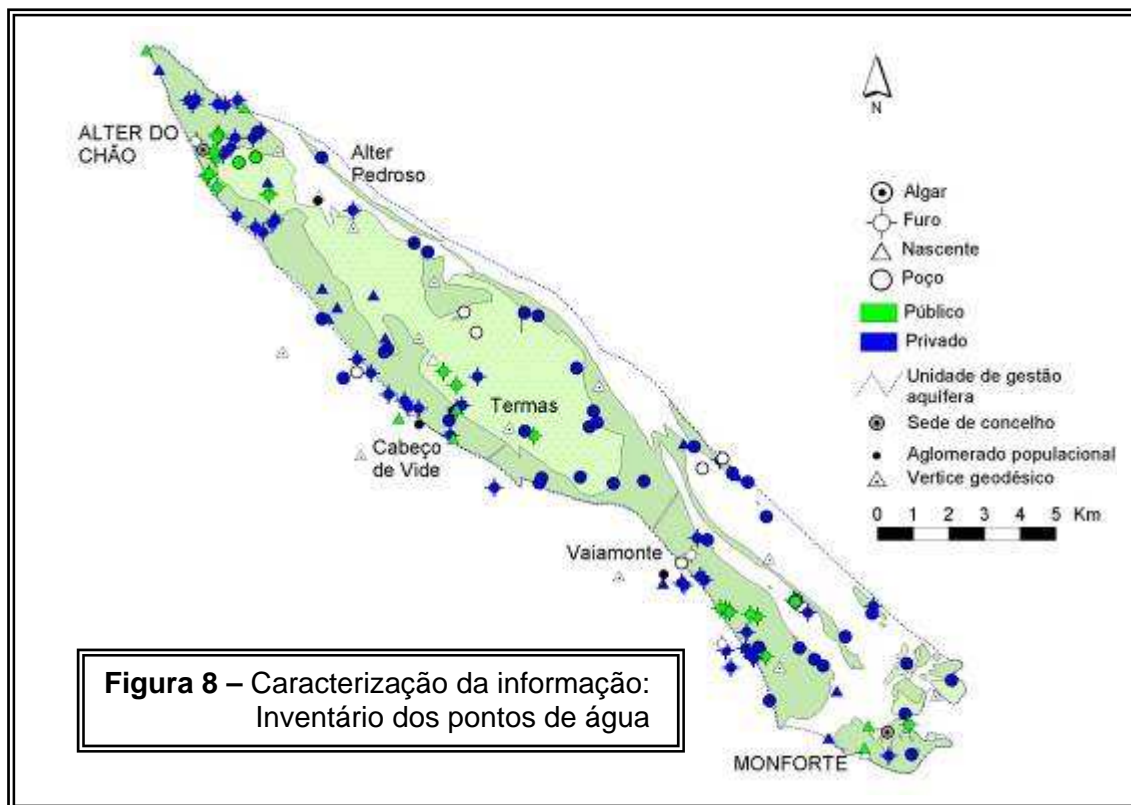 ALTER DO
CHÃO
Alter
Pedroso
Termas
Cabeço
de Vide
Vaiamonte
MONFORTE
N
Algar
Furo
Nascente
Poço
Público
Privado
Unidade de gestão
aquífera
Sede de concelho
Aglomerado populacional
Vertice geodésico
0 1 2 3 4 5 Km
Figura 8 – Caracterização da informação:
Inventário dos pontos de água